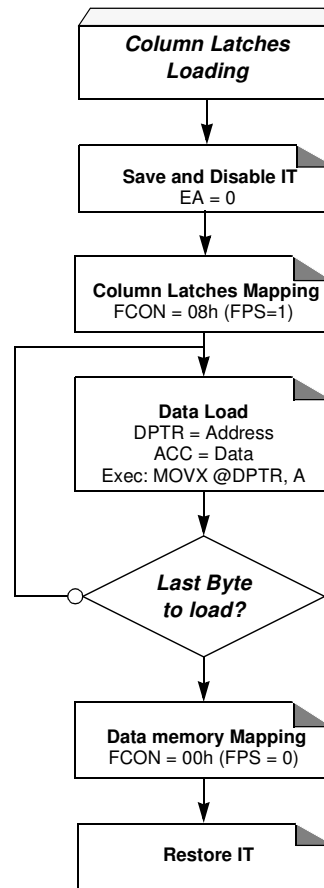 Column Latches
Loading
Save and Disable IT
EA = 0
Column Latches Mapping
FCON = 08h (FPS=1)
Data Load
DPTR = Address
ACC = Data
Exec: MOVX @DPTR, A
Last Byte
to load?
Data memory Mapping
FCON = 00h (FPS = 0)
Restore IT